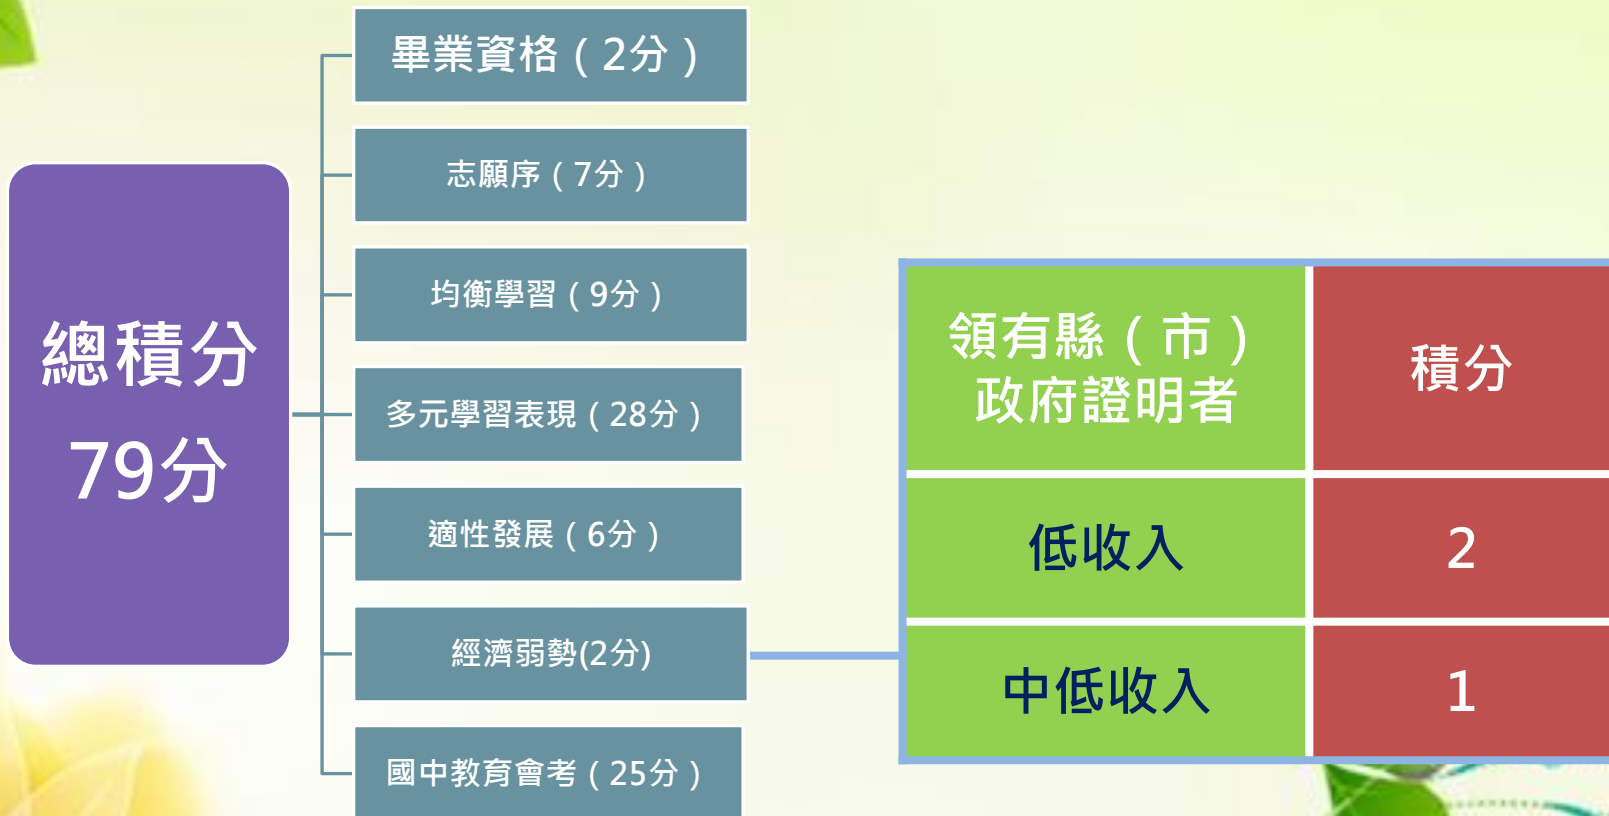 總積分
79分
畢業資格（2分）
志願序（7分）
均衡學習（9分）
多元學習表現（28分）
適性發展（6分）
經濟弱勢(2分)
國中教育會考（25分）
領有縣（市）
政府證明者
積分
低收入
2
中低收入
1